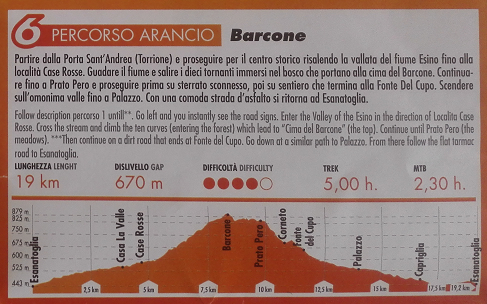 6 PERCORSO ARANCIO Barcone
Partire dalla Porta Sant'Andrea (Torrione) e proseguire per il centro storico risalendo la vallata del fiume Esino fino alla
località Case Rosse. Guadare il fiume e salire i dieci tornanti immersi nel bosco che portano alla cima del Barcone. Continua-
re fino a Prato Pero e proseguire prima su sterrato sconnesso, poi su sentiero che termina alla Fonte Del Cupo. Scendere
sull'omonima valle fino a Palazzo. Con una comoda strada d'asfalto si ritorna ad Esanatoglia.
Follow description percorso 1 untill**. Go left and you instantly see the road signs. Enter the Valley of the Esino in the direction of Localita Case
Rosse. Cross the stream and climb the ten curves (entering the forest) which lead to "Cima del Barcone" (the top). Continue until Prato Pero (the
meadows). ***Then continue on a dirt road that ends at Fonte del Cupo. Go down at a similar path to Palazzo. From there follow the flat tarmac
road to Esanatoglia.
LUNGHEZZA LENGHT DISLIVELLO GAP DIFFICOLTÀ DIFFICULTY TREK MTB
19 km 670 m 5,00 h. 2,30 h.
879 m
825 m
750 m
675 m
600 m
525 m
443 m
Esanatoglia
Casa La Valle
Case Rosse
Barcone
Prato Pero
Corneto
Fonte
del Cupo
Palazzo
Capriglia
Esanatoglia
2,5 km 5 km 7,5 km 10 km 12,5 km 15 km 17,5 km 19,2 km